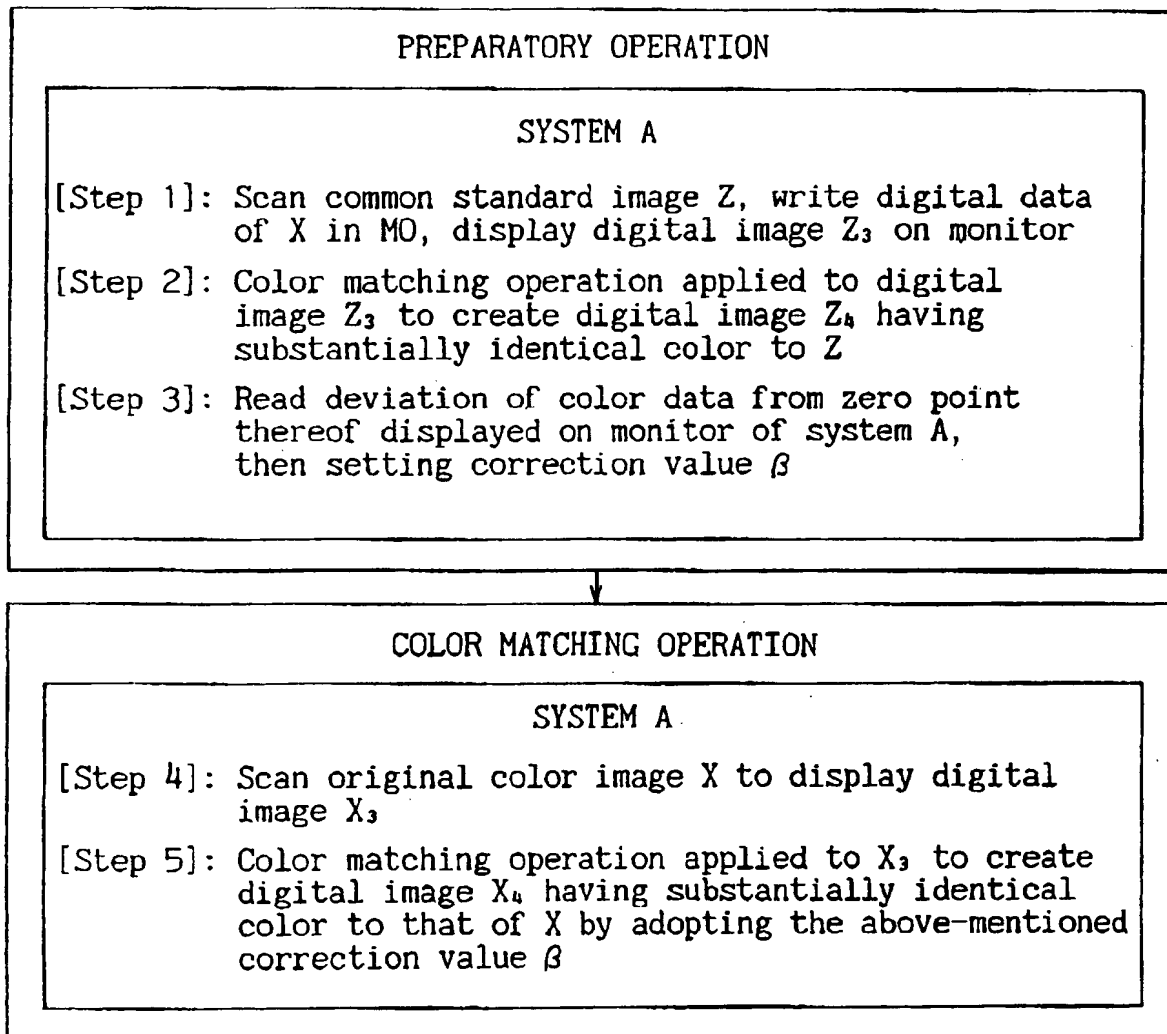 PREPARATORY OPERATION
SYSTEM A
[Step 1]: Scan common standard image Z, write digital data
of X in MO, display digital image Z₃ on monitor
[Step 2]: Color matching operation applied to digital
image Z₃ to create digital image Z₄ having
substantially identical color to Z
[Step 3]: Read deviation of color data from zero point
thereof displayed on monitor of system A,
then setting correction value β
COLOR MATCHING OPERATION
SYSTEM A
[Step 4]: Scan original color image X to display digital
image X₃
[Step 5]: Color matching operation applied to X₃ to create
digital image X₄ having substantially identical
color to that of X by adopting the above-mentioned
correction value β